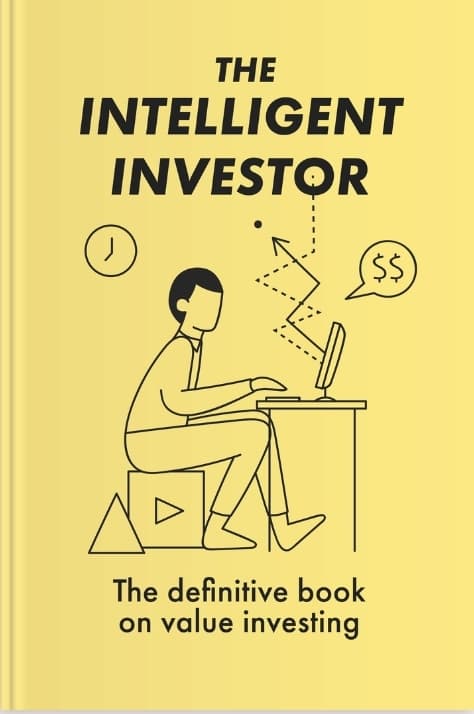 THE
INTELLIGENT
INVESTOR
$$
The definitive book
on value investing